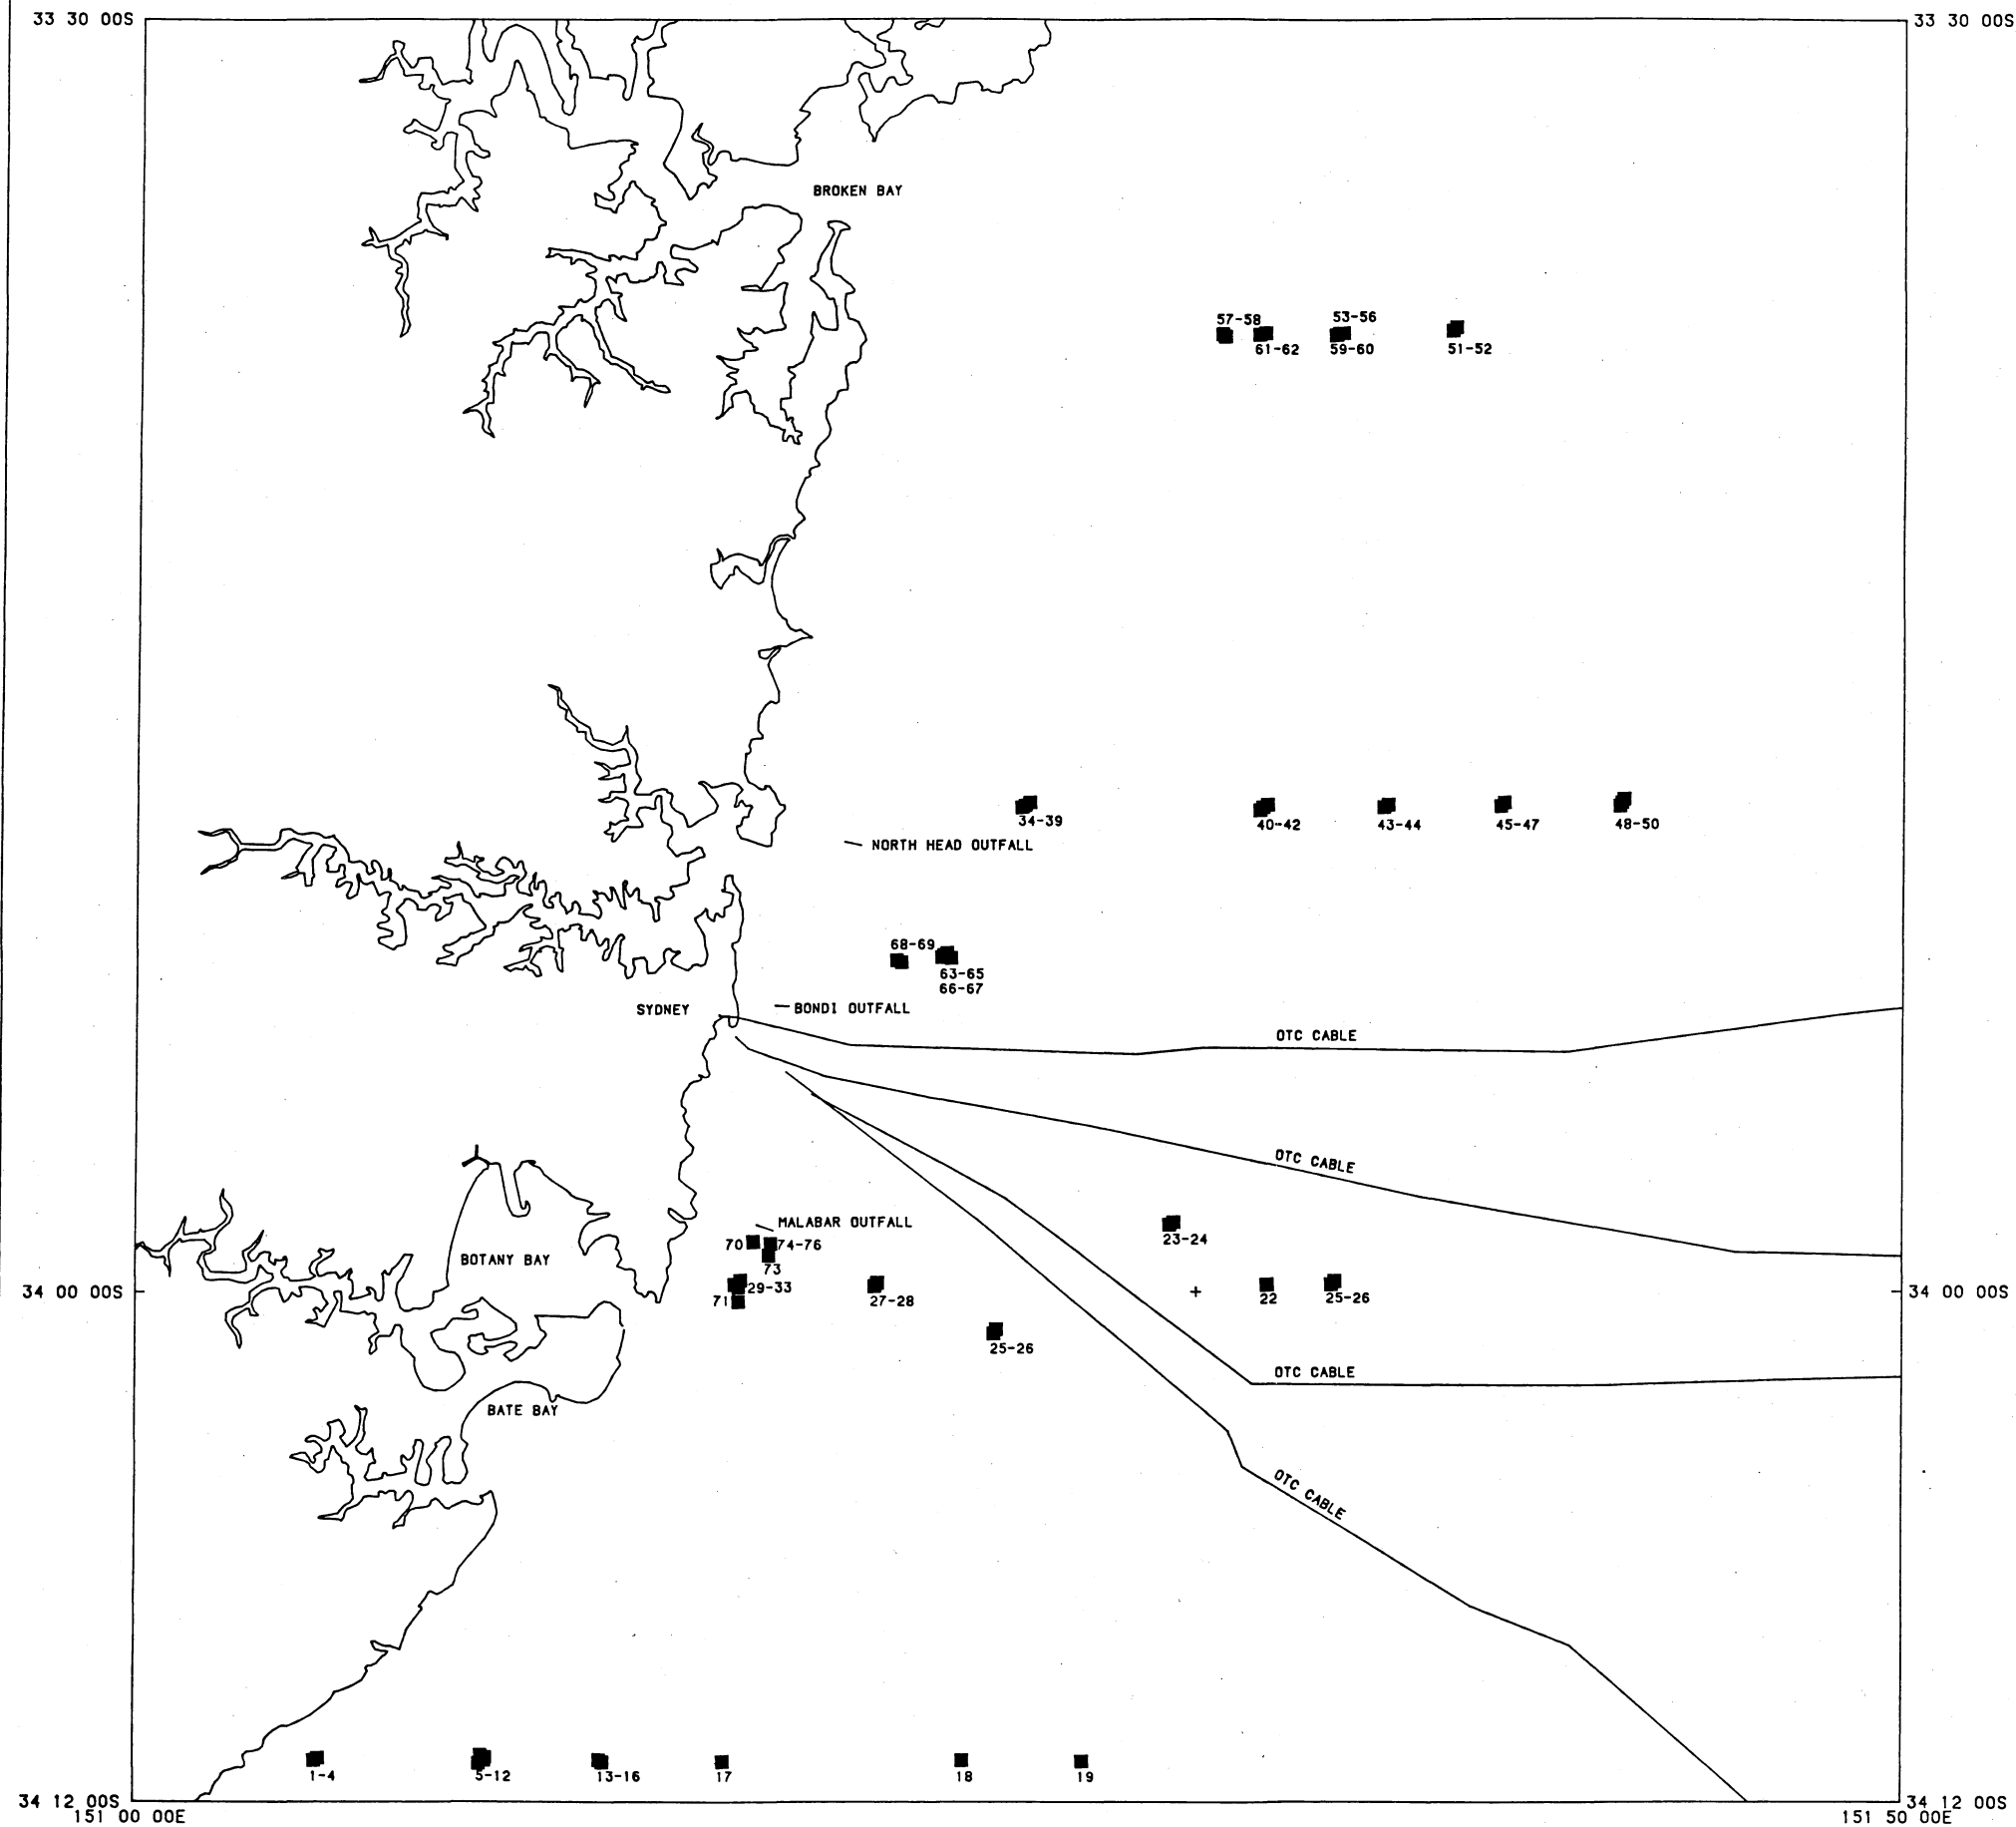 33 30 00S
33 30 00S
BROKEN BAY
57-58
53-56
61-62
59-60
51-52
34-39
40-42
43-44
45-47
48-50
NORTH HEAD OUTFALL
68-69
63-65
66-67
SYDNEY
BONDI OUTFALL
OTC CABLE
OTC CABLE
MALABAR OUTFALL
23-24
70
74-76
73
BOTANY BAY
29-33
71
27-28
22
25-26
34 00 00S
34 00 00S
25-26
OTC CABLE
BATE BAY
OTC CABLE
1-4
5-12
13-16
17
18
19
34 12 00S
34 12 00S
151 00 00E
151 50 00E